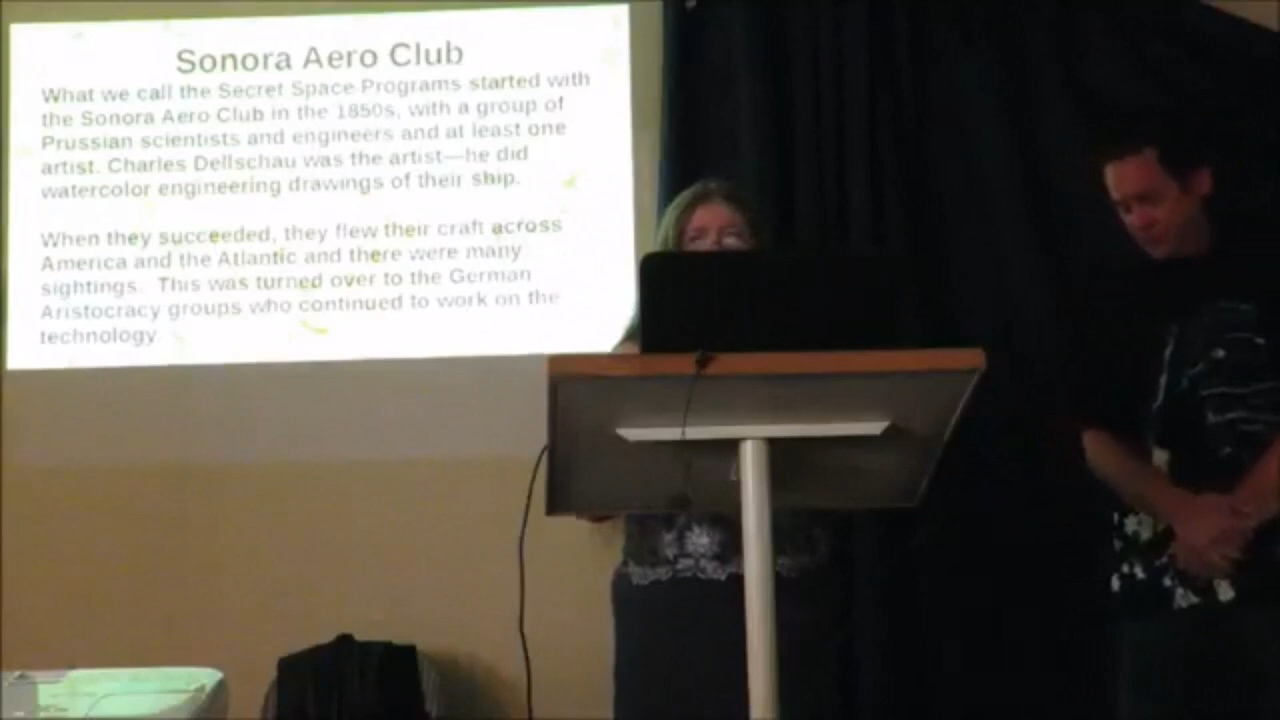 Sonora Aero Club
What we call the Secret Space Programs started with
the Sonora Aero Club in the 1850s, with a group of
Prussian scientists and engineers and at least one
artist. Charles Dellschau was the artist—he did
watercolor engineering drawings of their ship.
When they succeeded, they flew their craft across
America and the Atlantic and there were many
sightings. This was turned over to the German
Aristocracy groups who continued to work on the
technology.